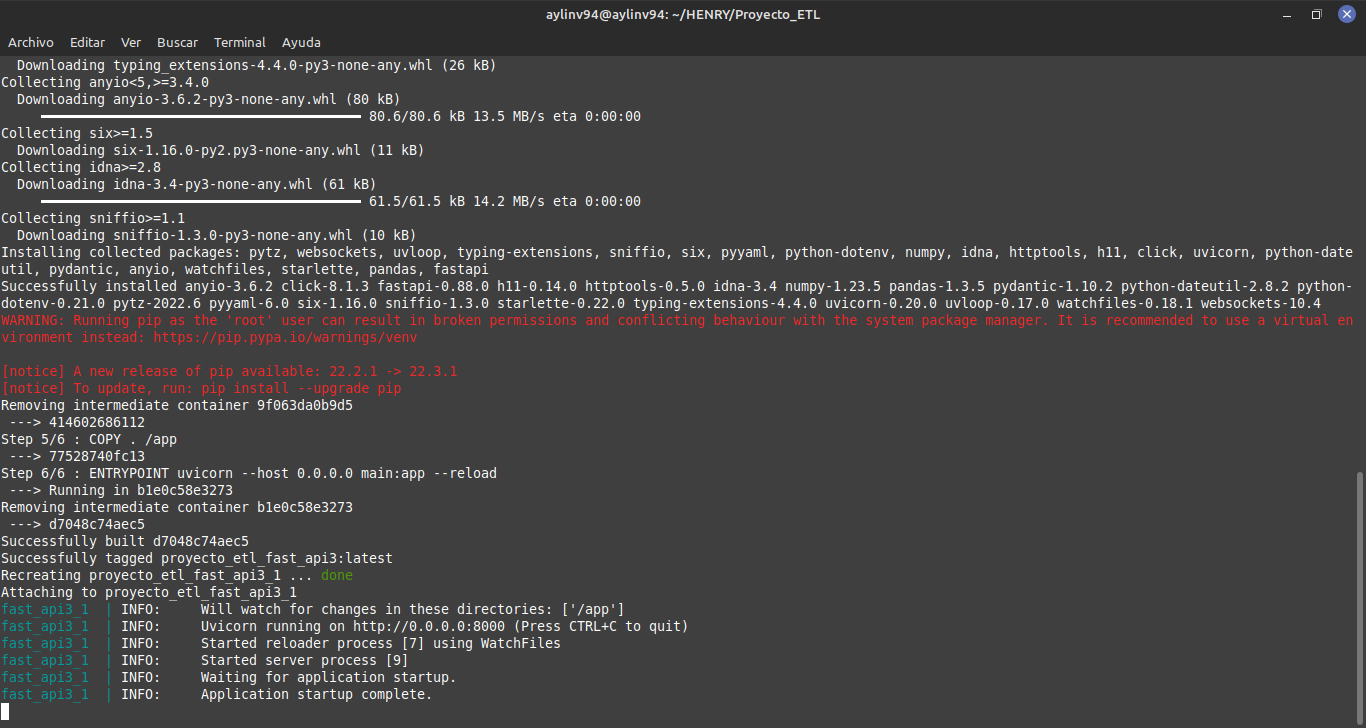 aylinv94@aylinv94: ~/HENRY/Proyecto_ETL
Archivo Editar Ver Buscar Terminal Ayuda
  Downloading typing_extensions-4.4.0-py3-none-any.whl (26 kB)
Collecting anyio<5,>=3.4.0
  Downloading anyio-3.6.2-py3-none-any.whl (80 kB)
80.6/80.6 kB 13.5 MB/s eta 0:00:00
Collecting six>=1.5
  Downloading six-1.16.0-py2.py3-none-any.whl (11 kB)
Collecting idna>=2.8
  Downloading idna-3.4-py3-none-any.whl (61 kB)
61.5/61.5 kB 14.2 MB/s eta 0:00:00
Collecting sniffio>=1.1
  Downloading sniffio-1.3.0-py3-none-any.whl (10 kB)
Installing collected packages: pytz, websockets, uvloop, typing-extensions, sniffio, six, pyyaml, python-dotenv, numpy, idna, httptools, h11, click, uvicorn, python-date
util, pydantic, anyio, watchfiles, starlette, pandas, fastapi
Successfully installed anyio-3.6.2 click-8.1.3 fastapi-0.88.0 h11-0.14.0 httptools-0.5.0 idna-3.4 numpy-1.23.5 pandas-1.3.5 pydantic-1.10.2 python-dateutil-2.8.2 python-
dotenv-0.21.0 pytz-2022.6 pyyaml-6.0 six-1.16.0 sniffio-1.3.0 starlette-0.22.0 typing-extensions-4.4.0 uvicorn-0.20.0 uvloop-0.17.0 watchfiles-0.18.1 websockets-10.4
WARNING: Running pip as the 'root' user can result in broken permissions and conflicting behaviour with the system package manager. It is recommended to use a virtual en
vironment instead: https://pip.pypa.io/warnings/venv
[notice] A new release of pip available: 22.2.1 -> 22.3.1
[notice] To update, run: pip install --upgrade pip
Removing intermediate container 9f063da0b9d5
 ---> 414602686112
Step 5/6 : COPY . /app
 ---> 77528740fc13
Step 6/6 : ENTRYPOINT uvicorn --host 0.0.0.0 main:app --reload
 ---> Running in b1e0c58e3273
Removing intermediate container b1e0c58e3273
 ---> d7048c74aec5
Successfully built d7048c74aec5
Successfully tagged proyecto_etl_fast_api3:latest
Recreating proyecto_etl_fast_api3_1 ... done
Attaching to proyecto_etl_fast_api3_1
fast_api3_1  | INFO:     Will watch for changes in these directories: ['/app']
fast_api3_1  | INFO:     Uvicorn running on http://0.0.0.0:8000 (Press CTRL+C to quit)
fast_api3_1  | INFO:     Started reloader process [7] using WatchFiles
fast_api3_1  | INFO:     Started server process [9]
fast_api3_1  | INFO:     Waiting for application startup.
fast_api3_1  | INFO:     Application startup complete.